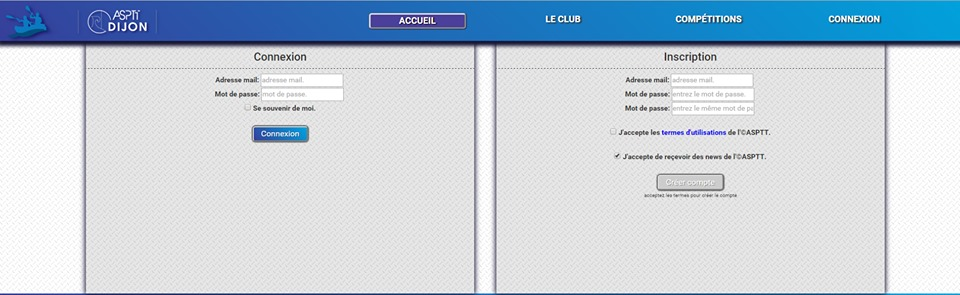 ASPTT
DIJON
ACCUEIL
LE CLUB
COMPÉTITIONS
CONNEXION
Connexion
Adresse mail: adresse mail.
Mot de passe: mot de passe.
Se souvenir de moi.
Connexion
Inscription
Adresse mail: adresse mail.
Mot de passe: entrez le mot de passe.
Mot de passe: entrez le même mot de pa
J'accepte les termes d'utilisations de l'©ASPTT.
J'accepte de reçevoir des news de l'©ASPTT.
Créer compte
acceptez les termes pour créer le compte